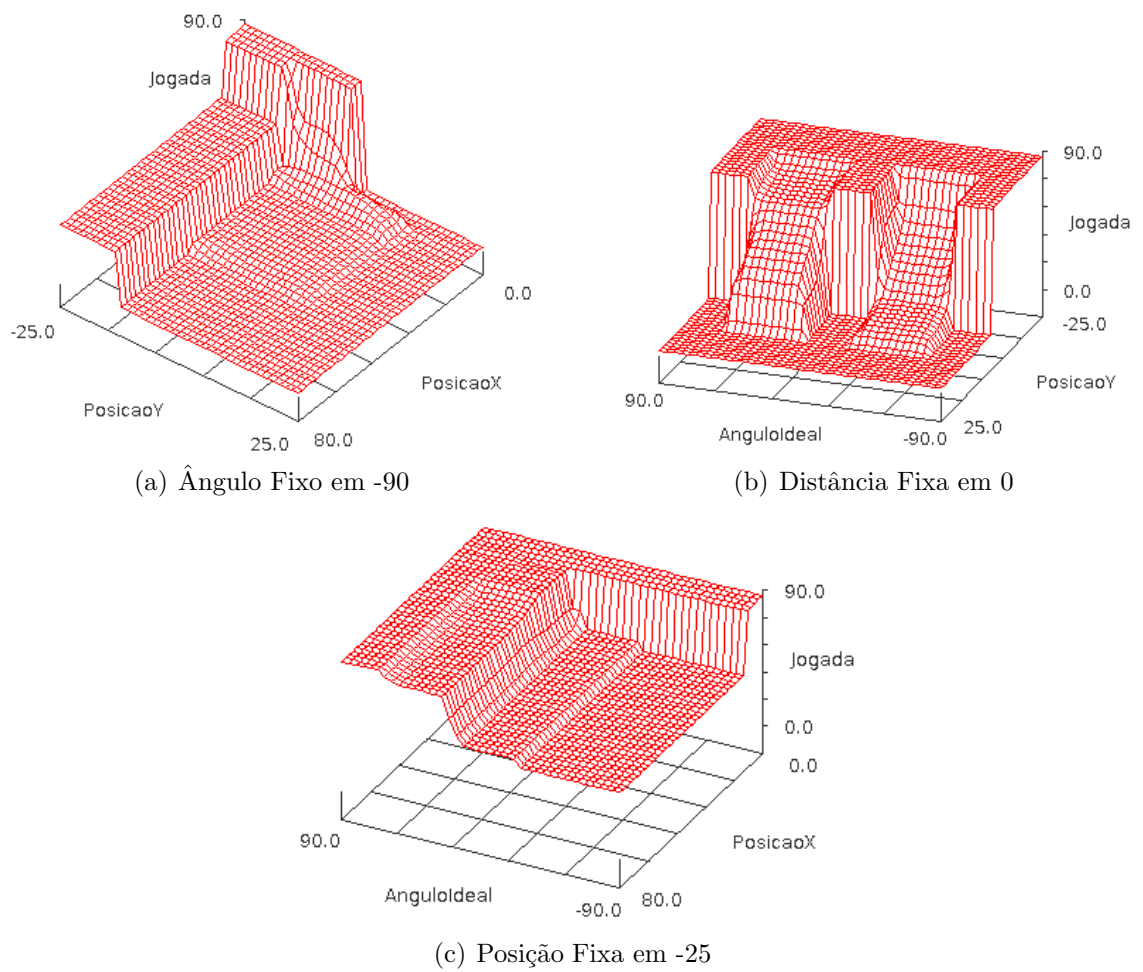 90.0
Jogada
-25.0
PosicaoY
25.0
80.0
PosicaoX
0.0
(a) Ângulo Fixo em -90
90.0
Jogada
0.0
-25.0
PosicaoY
25.0
90.0
AnguloIdeal
-90.0
(b) Distância Fixa em 0
90.0
Jogada
0.0
0.0
PosicaoX
90.0
AnguloIdeal
-90.0
80.0
(c) Posição Fixa em -25